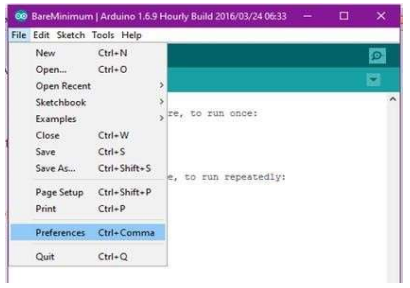 BareMinimum | Arduino 1.6.9 Hourly Build 2016/03/24 06:33
File Edit Sketch Tools Help
New Ctrl+N
Open... Ctrl+O
Open Recent
Sketchbook
Examples
re, to run once:
Close Ctrl+W
Save Ctrl+S
Save As... Ctrl+Shift+S
e, to run repeatedly:
Page Setup Ctrl+Shift+P
Print Ctrl+P
Preferences Ctrl+Comma
Quit Ctrl+Q